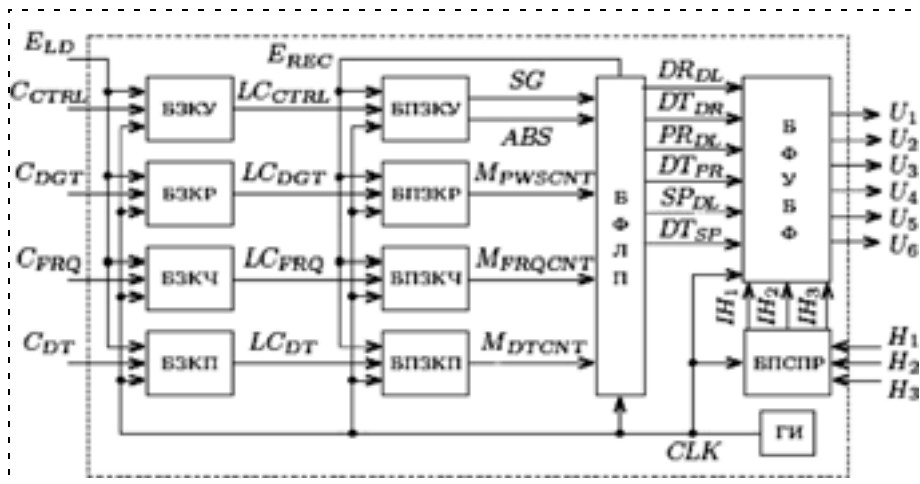 E_LD
E_REC
C_CTRL
БЗКУ
LC_CTRL
БПЗКУ
SG
ABS
C_DGT
БЗКР
LC_DGT
БПЗКР
M_PWSCNT
C_FRQ
БЗКЧ
LC_FRQ
БПЗКЧ
M_FRQCNT
C_DT
БЗКП
LC_DT
БПЗКП
M_DTCNT
БФЛП
DR_DL
DT_DR
PR_DL
DT_PR
SP_DL
DT_SP
БФУВФ
U_1
U_2
U_3
U_4
U_5
U_6
IH_1
IH_2
IH_3
БПСПР
H_1
H_2
H_3
CLK
ГИ